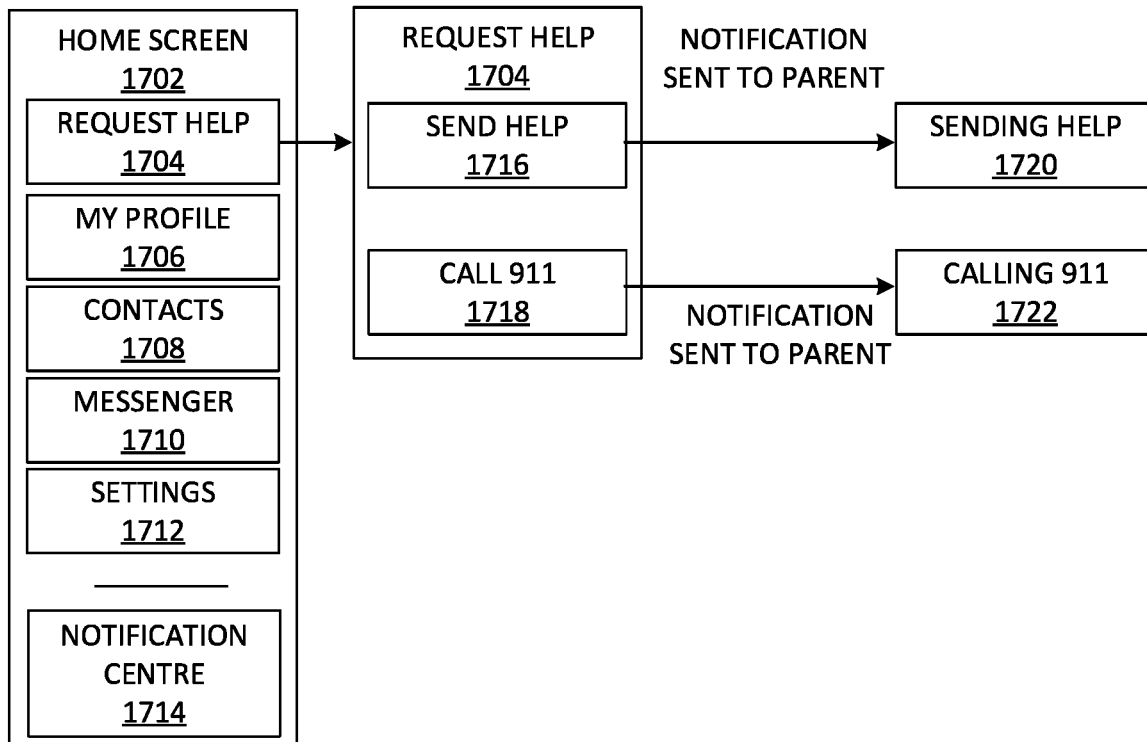 HOME SCREEN
1702
REQUEST HELP
1704
MY PROFILE
1706
CONTACTS
1708
MESSENGER
1710
SETTINGS
1712
NOTIFICATION
CENTRE
1714
REQUEST HELP
1704
SEND HELP
1716
CALL 911
1718
NOTIFICATION
SENT TO PARENT
SENDING HELP
1720
NOTIFICATION
SENT TO PARENT
CALLING 911
1722